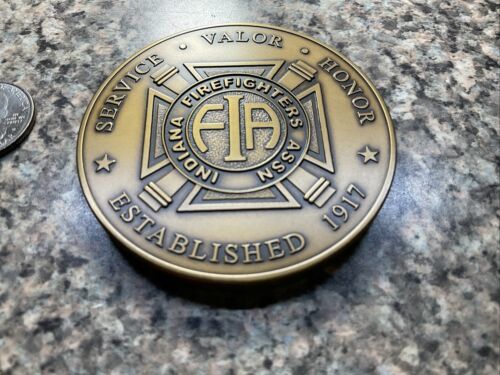 SERVICE · VALOR · HONOR
INDIANA FIREFIGHTERS ASSN
FIA
★ ESTABLISHED 1917 ★